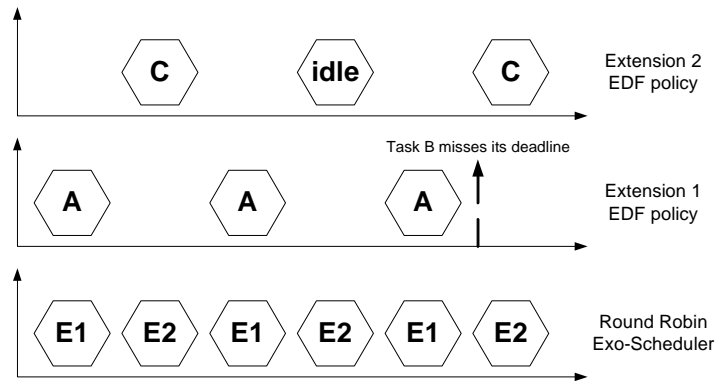 C
idle
C
Extension 2
EDF policy
Task B misses its deadline
A
A
A
Extension 1
EDF policy
E1
E2
E1
E2
E1
E2
Round Robin
Exo-Scheduler